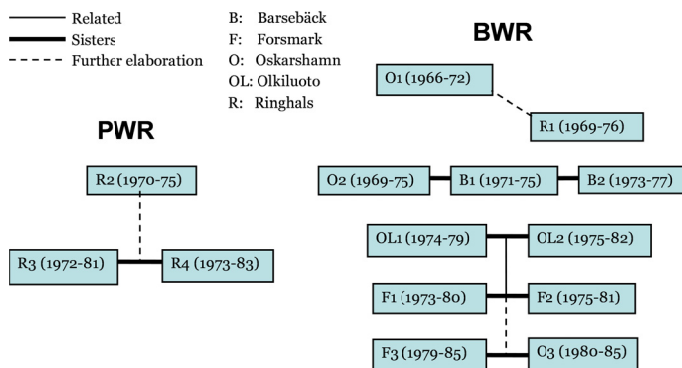 Related
Sisters
Further elaboration
B: Barsebäck
F: Forsmark
O: Oskarshamn
OL: Olkiluoto
R: Ringhals
BWR
O1 (1966-72)
R1 (1969-76)
PWR
R2 (1970-75)
O2 (1969-75)
B1 (1971-75)
B2 (1973-77)
R3 (1972-81)
R4 (1973-83)
OL1 (1974-79)
CL2 (1975-82)
F1 (1973-80)
F2 (1975-81)
F3 (1979-85)
C3 (1980-85)